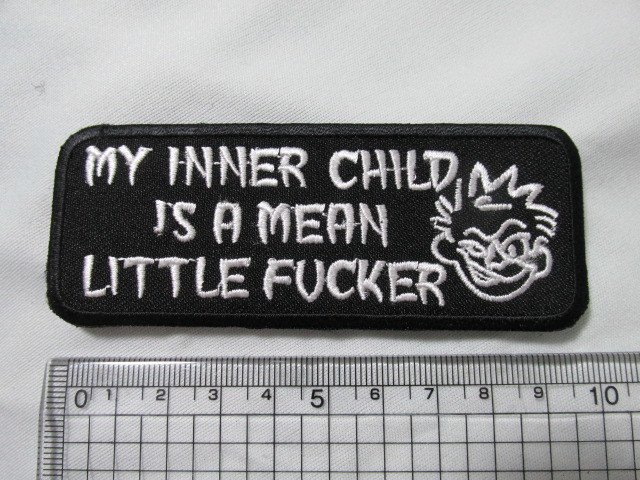 MY INNER CHILD
IS A MEAN
LITTLE FUCKER
0 1 2 3 4 5 6 7 8 9 10